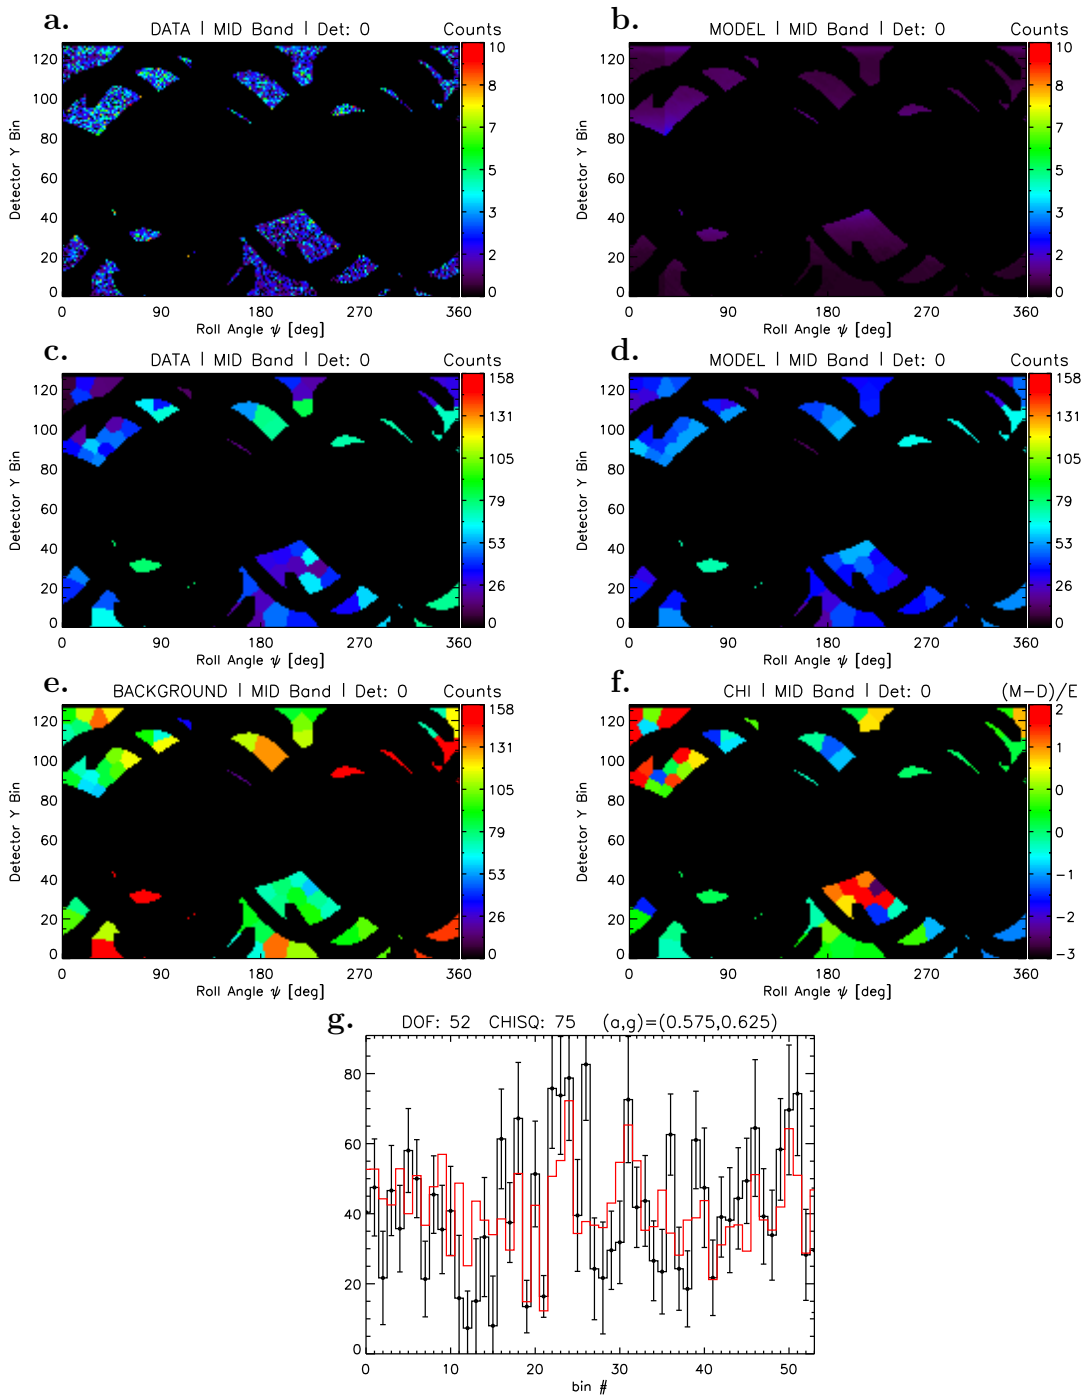 a.
DATA | MID Band | Det: 0 Counts
Detector Y Bin
120
100
80
60
40
20
0
10
8
7
5
3
2
0
0 90 180 270 360
Roll Angle ψ [deg]
b.
MODEL | MID Band | Det: 0 Counts
Detector Y Bin
120
100
80
60
40
20
0
10
8
7
5
3
2
0
0 90 180 270 360
Roll Angle ψ [deg]
c.
DATA | MID Band | Det: 0 Counts
Detector Y Bin
120
100
80
60
40
20
0
158
131
105
79
53
26
0
0 90 180 270 360
Roll Angle ψ [deg]
d.
MODEL | MID Band | Det: 0 Counts
Detector Y Bin
120
100
80
60
40
20
0
158
131
105
79
53
26
0
0 90 180 270 360
Roll Angle ψ [deg]
e.
BACKGROUND | MID Band | Det: 0 Counts
Detector Y Bin
120
100
80
60
40
20
0
158
131
105
79
53
26
0
0 90 180 270 360
Roll Angle ψ [deg]
f.
CHI | MID Band | Det: 0 (M-D)/E
Detector Y Bin
120
100
80
60
40
20
0
2
1
0
0
-1
-2
-3
0 90 180 270 360
Roll Angle ψ [deg]
g.
DOF: 52 CHISQ: 75 (a,g)=(0.575,0.625)
80
60
40
20
0
0 10 20 30 40 50
bin #